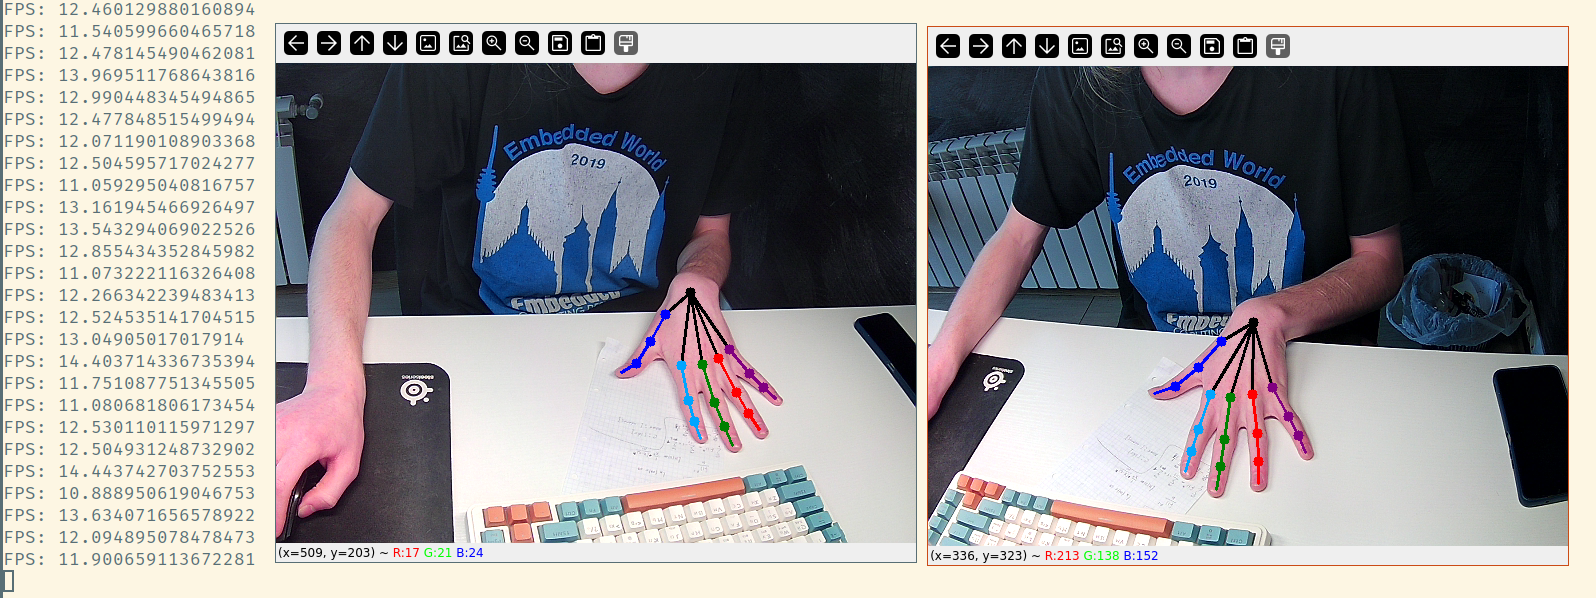 FPS: 12.460129880160894
FPS: 11.540599660465718
FPS: 12.478145490462081
FPS: 13.969511768643816
FPS: 12.990448345494865
FPS: 12.477848515499494
FPS: 12.071190108903368
FPS: 12.504595717024277
FPS: 11.059295040816757
FPS: 13.161945466926497
FPS: 13.543294069022526
FPS: 12.855434352845982
FPS: 11.073222116326408
FPS: 12.266342239483413
FPS: 12.524535141704515
FPS: 13.04905017017914
FPS: 14.403714336735394
FPS: 11.751087751345505
FPS: 11.080681806173454
FPS: 12.530110115971297
FPS: 12.504931248732902
FPS: 14.443742703752553
FPS: 10.888950619046753
FPS: 13.634071656578922
FPS: 12.094895078478473
FPS: 11.900659113672281
Embedded World
2019
Embedded
steelseries
(x=509, y=203) ~ R:17 G:21 B:24
Embedded World
2019
Embedded
steelseries
(x=336, y=323) ~ R:213 G:138 B:152